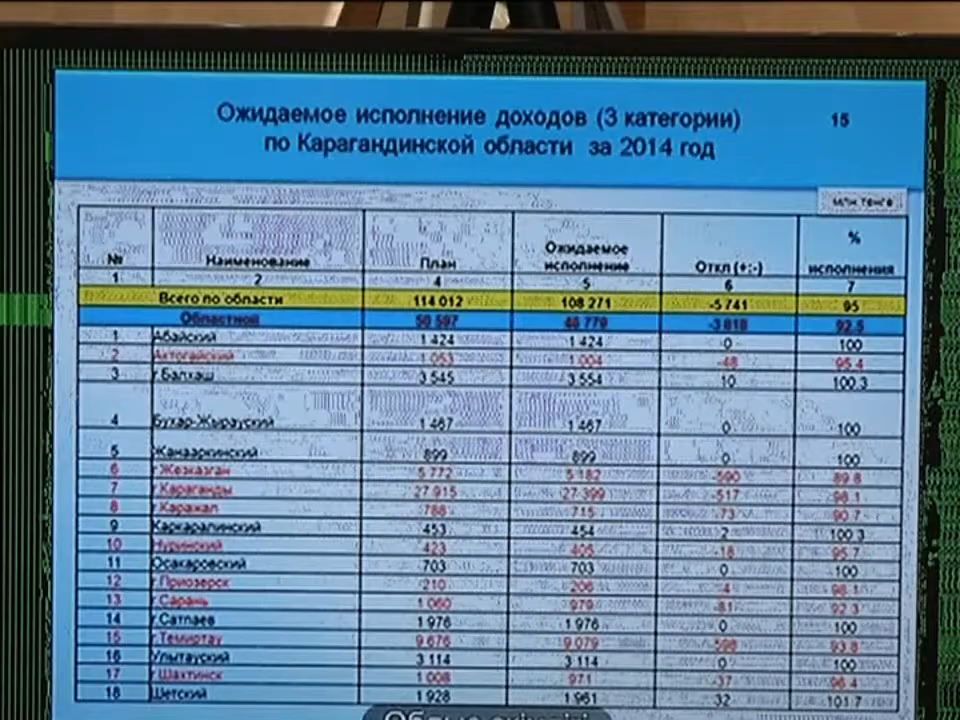 Ожидаемое исполнение доходов (3 категории) 15
по Карагандинской области за 2014 год
млн тенге
№ Наименование План Ожидаемое исполнение Откл (+;-) % исполнения
1 2 4 5 6 7
Всего по области 114 012 108 271 -5 741 95
Областной 50 597 46 779 -3 818 92.5
1 Абайский 1 424 1 424 0 100
2 Актогайский 1 053 1 004 -48 95.4
3 г.Балхаш 3 545 3 554 10 100.3
4 Бухар-Жырауский 1 467 1 467 0 100
5 Жанааркинский 899 899 0 100
6 г.Жезказган 5 772 5 182 -590 89.8
7 г.Караганды 27 915 27 399 -517 98.1
8 г.Каражал 788 715 -73 90.7
9 Каркаралинский 453 454 2 100.3
10 Нуринский 423 405 -18 95.7
11 Осакаровский 703 703 0 100
12 г.Приозерск 210 206 -4 98.1
13 г.Сарань 1 060 979 -81 92.3
14 г.Сатпаев 1 976 1 976 0 100
15 г.Темиртау 9 676 9 079 -598 93.8
16 Улытауский 3 114 3 114 0 100
17 г.Шахтинск 1 008 971 -37 96.4
18 Шетский 1 928 1 961 32 101.7